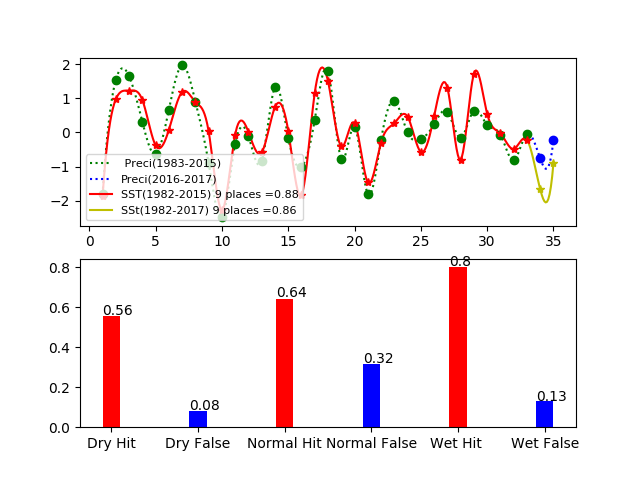 2
1
0
−1
−2
Preci(1983-2015)
Preci(2016-2017)
SST(1982-2015) 9 places =0.88
SSt(1982-2017) 9 places =0.86
0 5 10 15 20 25 30 35
0.8
0.6
0.4
0.2
0.0
0.56
0.08
0.64
0.32
0.8
0.13
Dry Hit Dry False Normal Hit Normal False Wet Hit Wet False